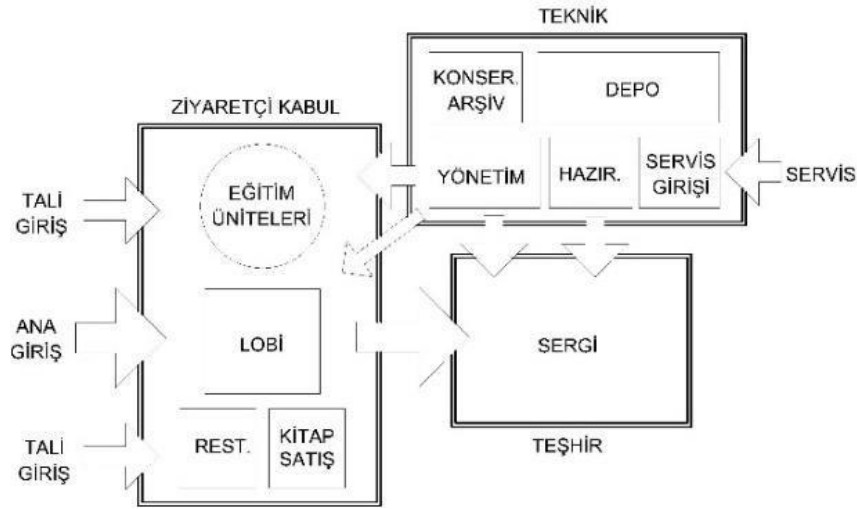 TEKNİK
KONSER.
ARŞİV
DEPO
ZİYARETÇİ KABUL
YÖNETİM
HAZIR.
SERVİS
GİRİŞİ
SERVİS
EĞİTİM
ÜNİTELERİ
TALİ
GİRİŞ
ANA
GİRİŞ
LOBİ
SERGİ
TALİ
GİRİŞ
REST.
KİTAP
SATIŞ
TEŞHİR